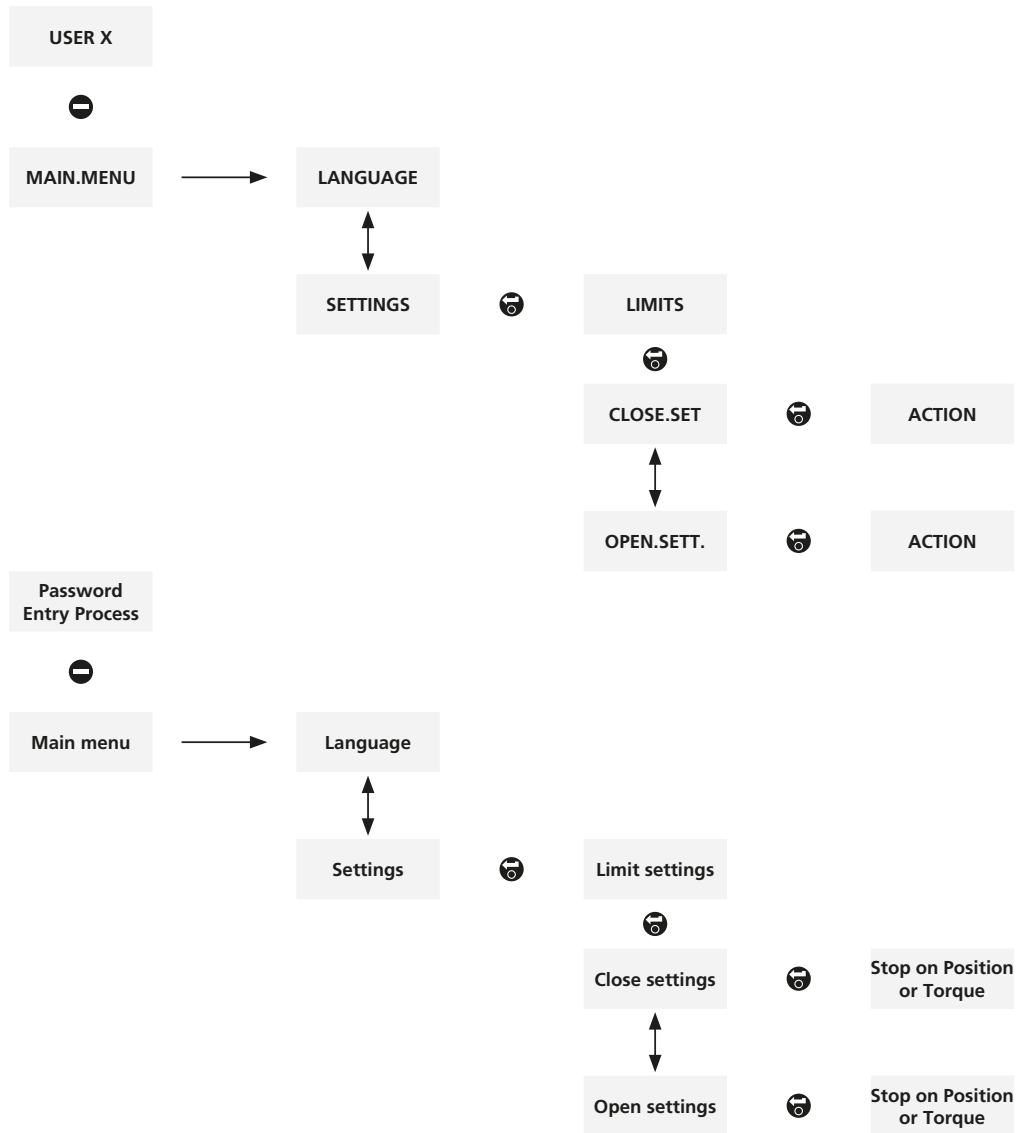 USER X
MAIN.MENU
LANGUAGE
SETTINGS
LIMITS
CLOSE.SET
ACTION
OPEN.SETT.
ACTION
Password
Entry Process
Main menu
Language
Settings
Limit settings
Close settings
Stop on Position
or Torque
Open settings
Stop on Position
or Torque